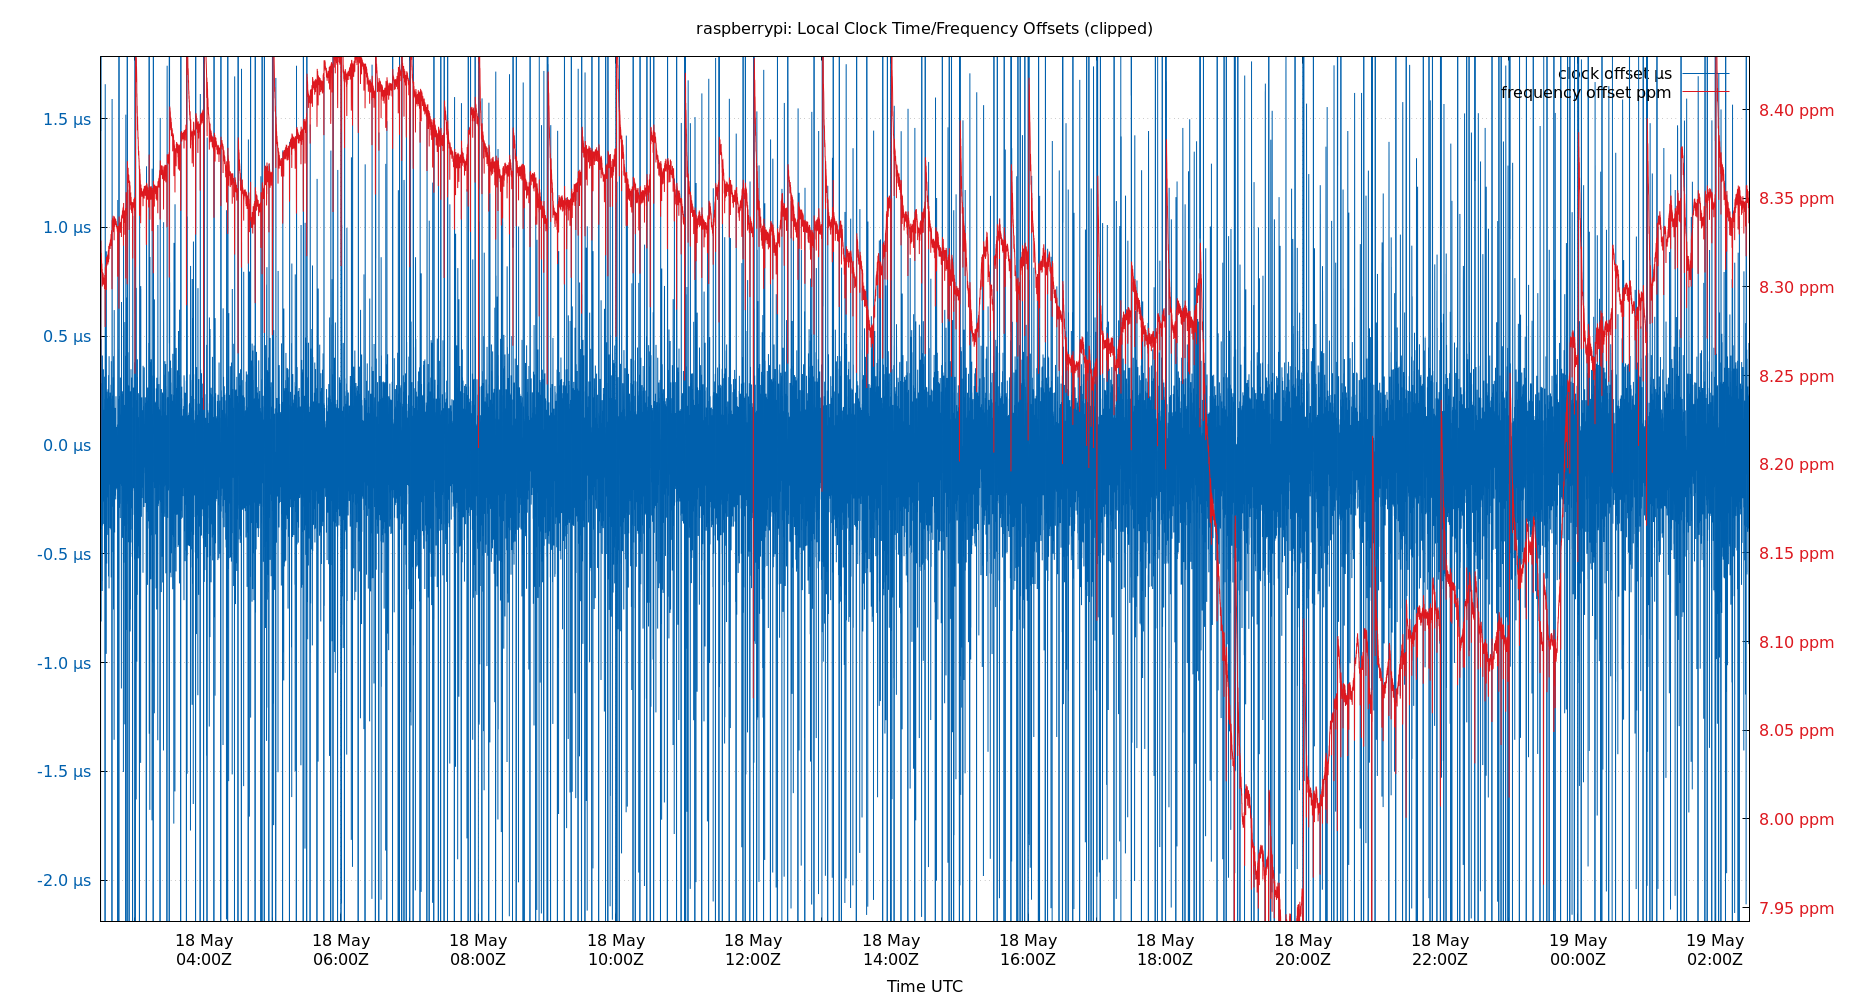 raspberrypi: Local Clock Time/Frequency Offsets (clipped)
clock offset µs
frequency offset ppm
1.5 µs
1.0 µs
0.5 µs
0.0 µs
-0.5 µs
-1.0 µs
-1.5 µs
-2.0 µs
8.40 ppm
8.35 ppm
8.30 ppm
8.25 ppm
8.20 ppm
8.15 ppm
8.10 ppm
8.05 ppm
8.00 ppm
7.95 ppm
18 May 18 May 18 May 18 May 18 May 18 May 18 May 18 May 18 May 18 May 19 May 19 May
04:00Z 06:00Z 08:00Z 10:00Z 12:00Z 14:00Z 16:00Z 18:00Z 20:00Z 22:00Z 00:00Z 02:00Z
Time UTC